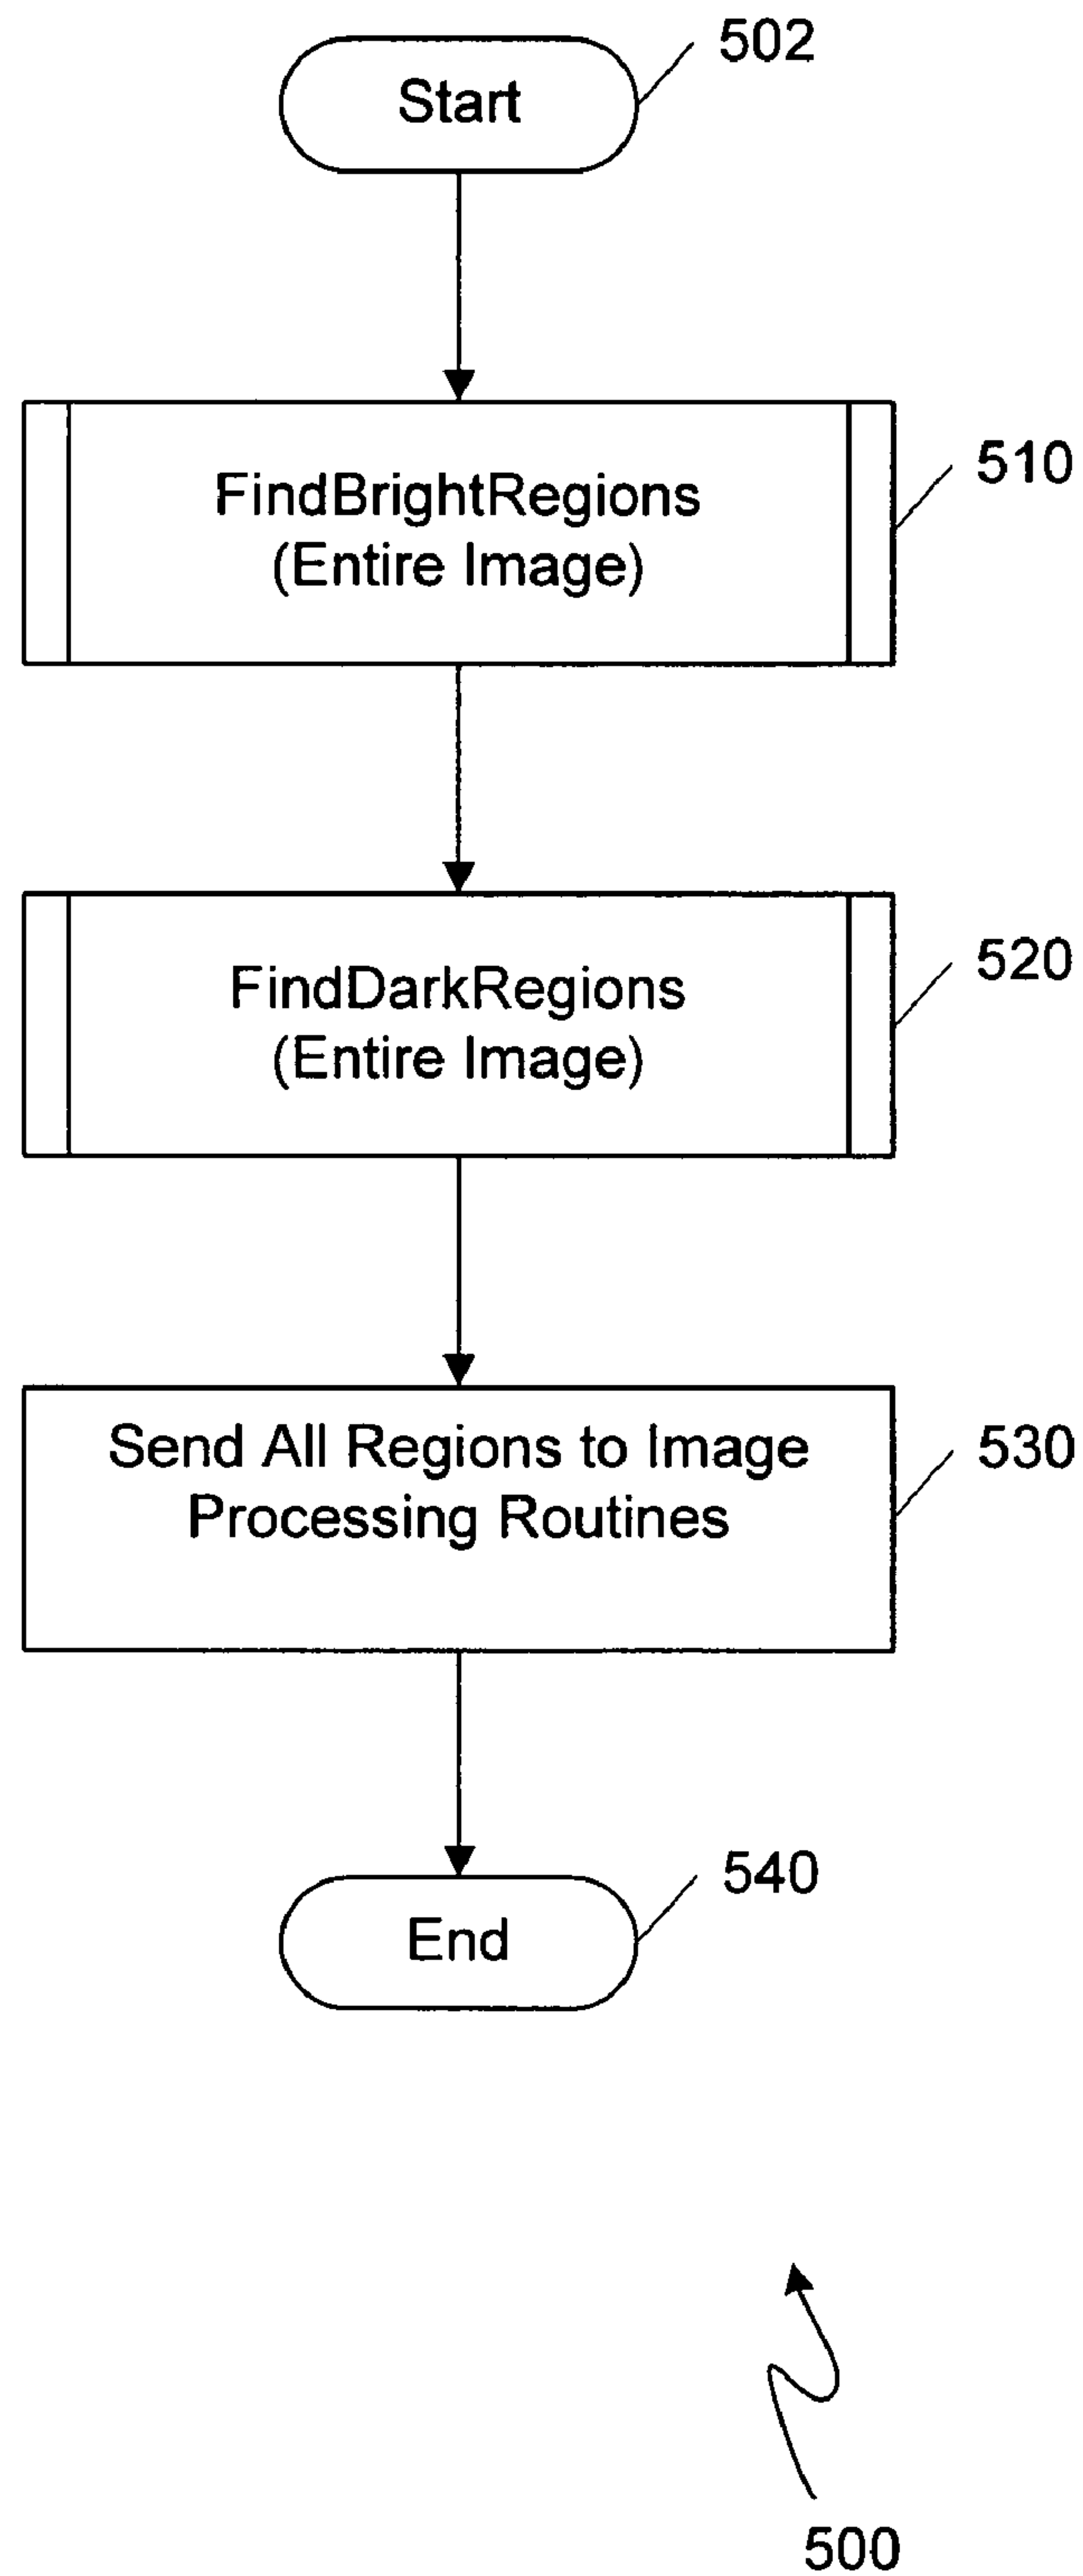 Start
502
FindBrightRegions
(Entire Image)
510
FindDarkRegions
(Entire Image)
520
Send All Regions to Image
Processing Routines
530
End
540
500